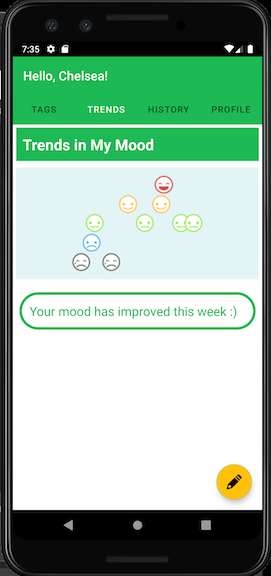 7:35
Hello, Chelsea!
TAGS TRENDS HISTORY PROFILE
Trends in My Mood
Your mood has improved this week :)